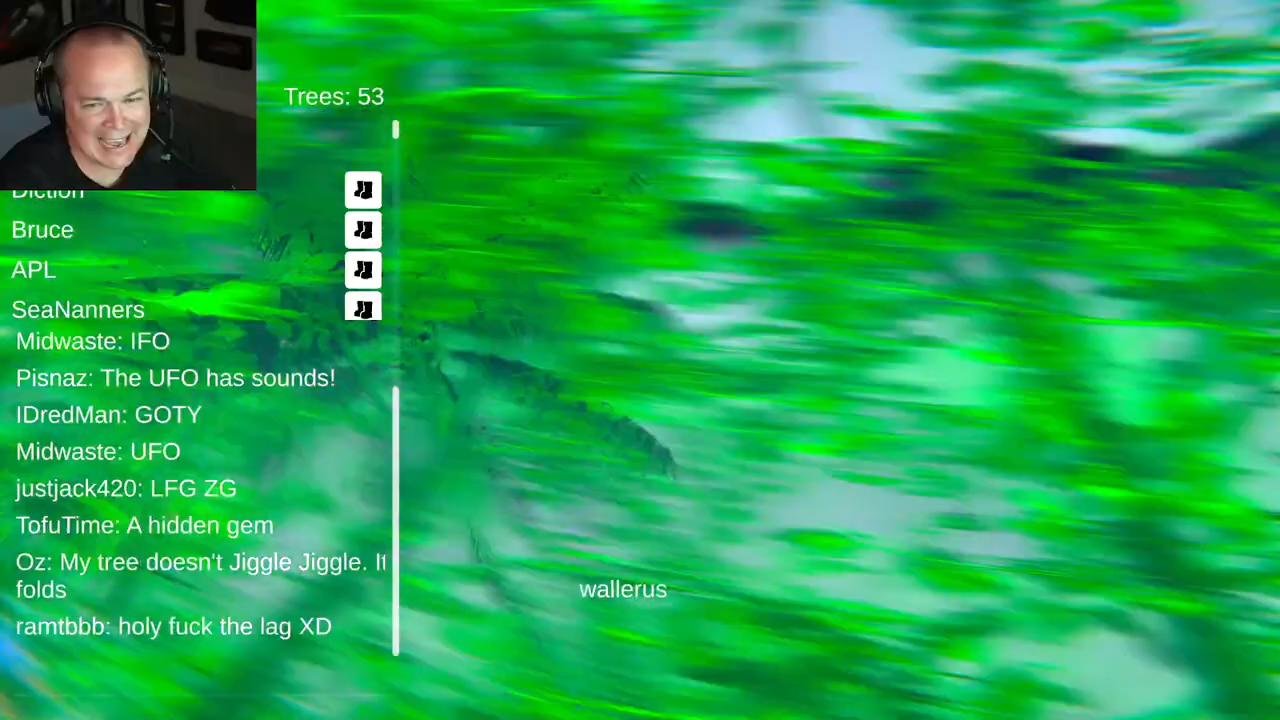 Trees: 53
Diction
Bruce
APL
SeaNanners
Midwaste: IFO
Pisnaz: The UFO has sounds!
IDredMan: GOTY
Midwaste: UFO
justjack420: LFG ZG
TofuTime: A hidden gem
Oz: My tree doesn't Jiggle Jiggle. It
folds
wallerus
ramtbbb: holy fuck the lag XD